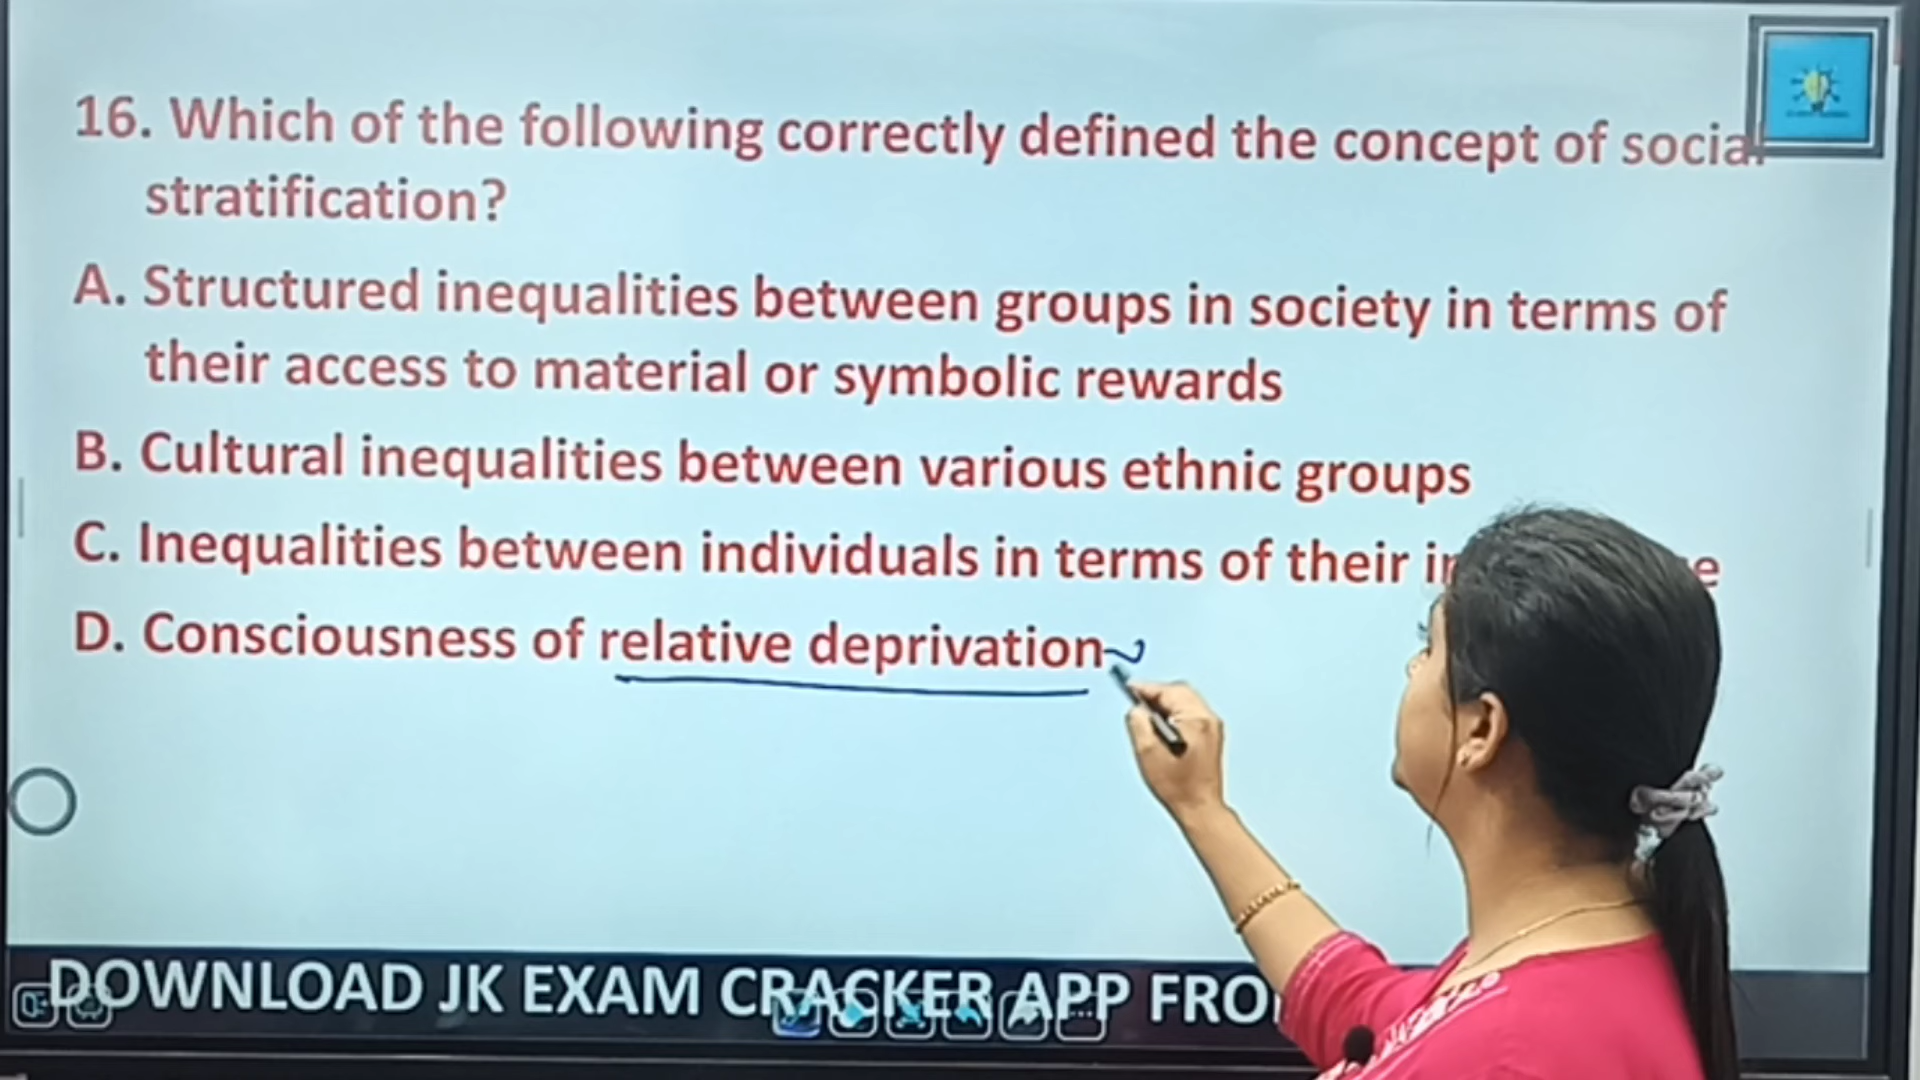 16. Which of the following correctly defined the concept of social
stratification?
A. Structured inequalities between groups in society in terms of
their access to material or symbolic rewards
B. Cultural inequalities between various ethnic groups
C. Inequalities between individuals in terms of their
D. Consciousness of relative deprivation
DOWNLOAD JK EXAM CRACKER APP